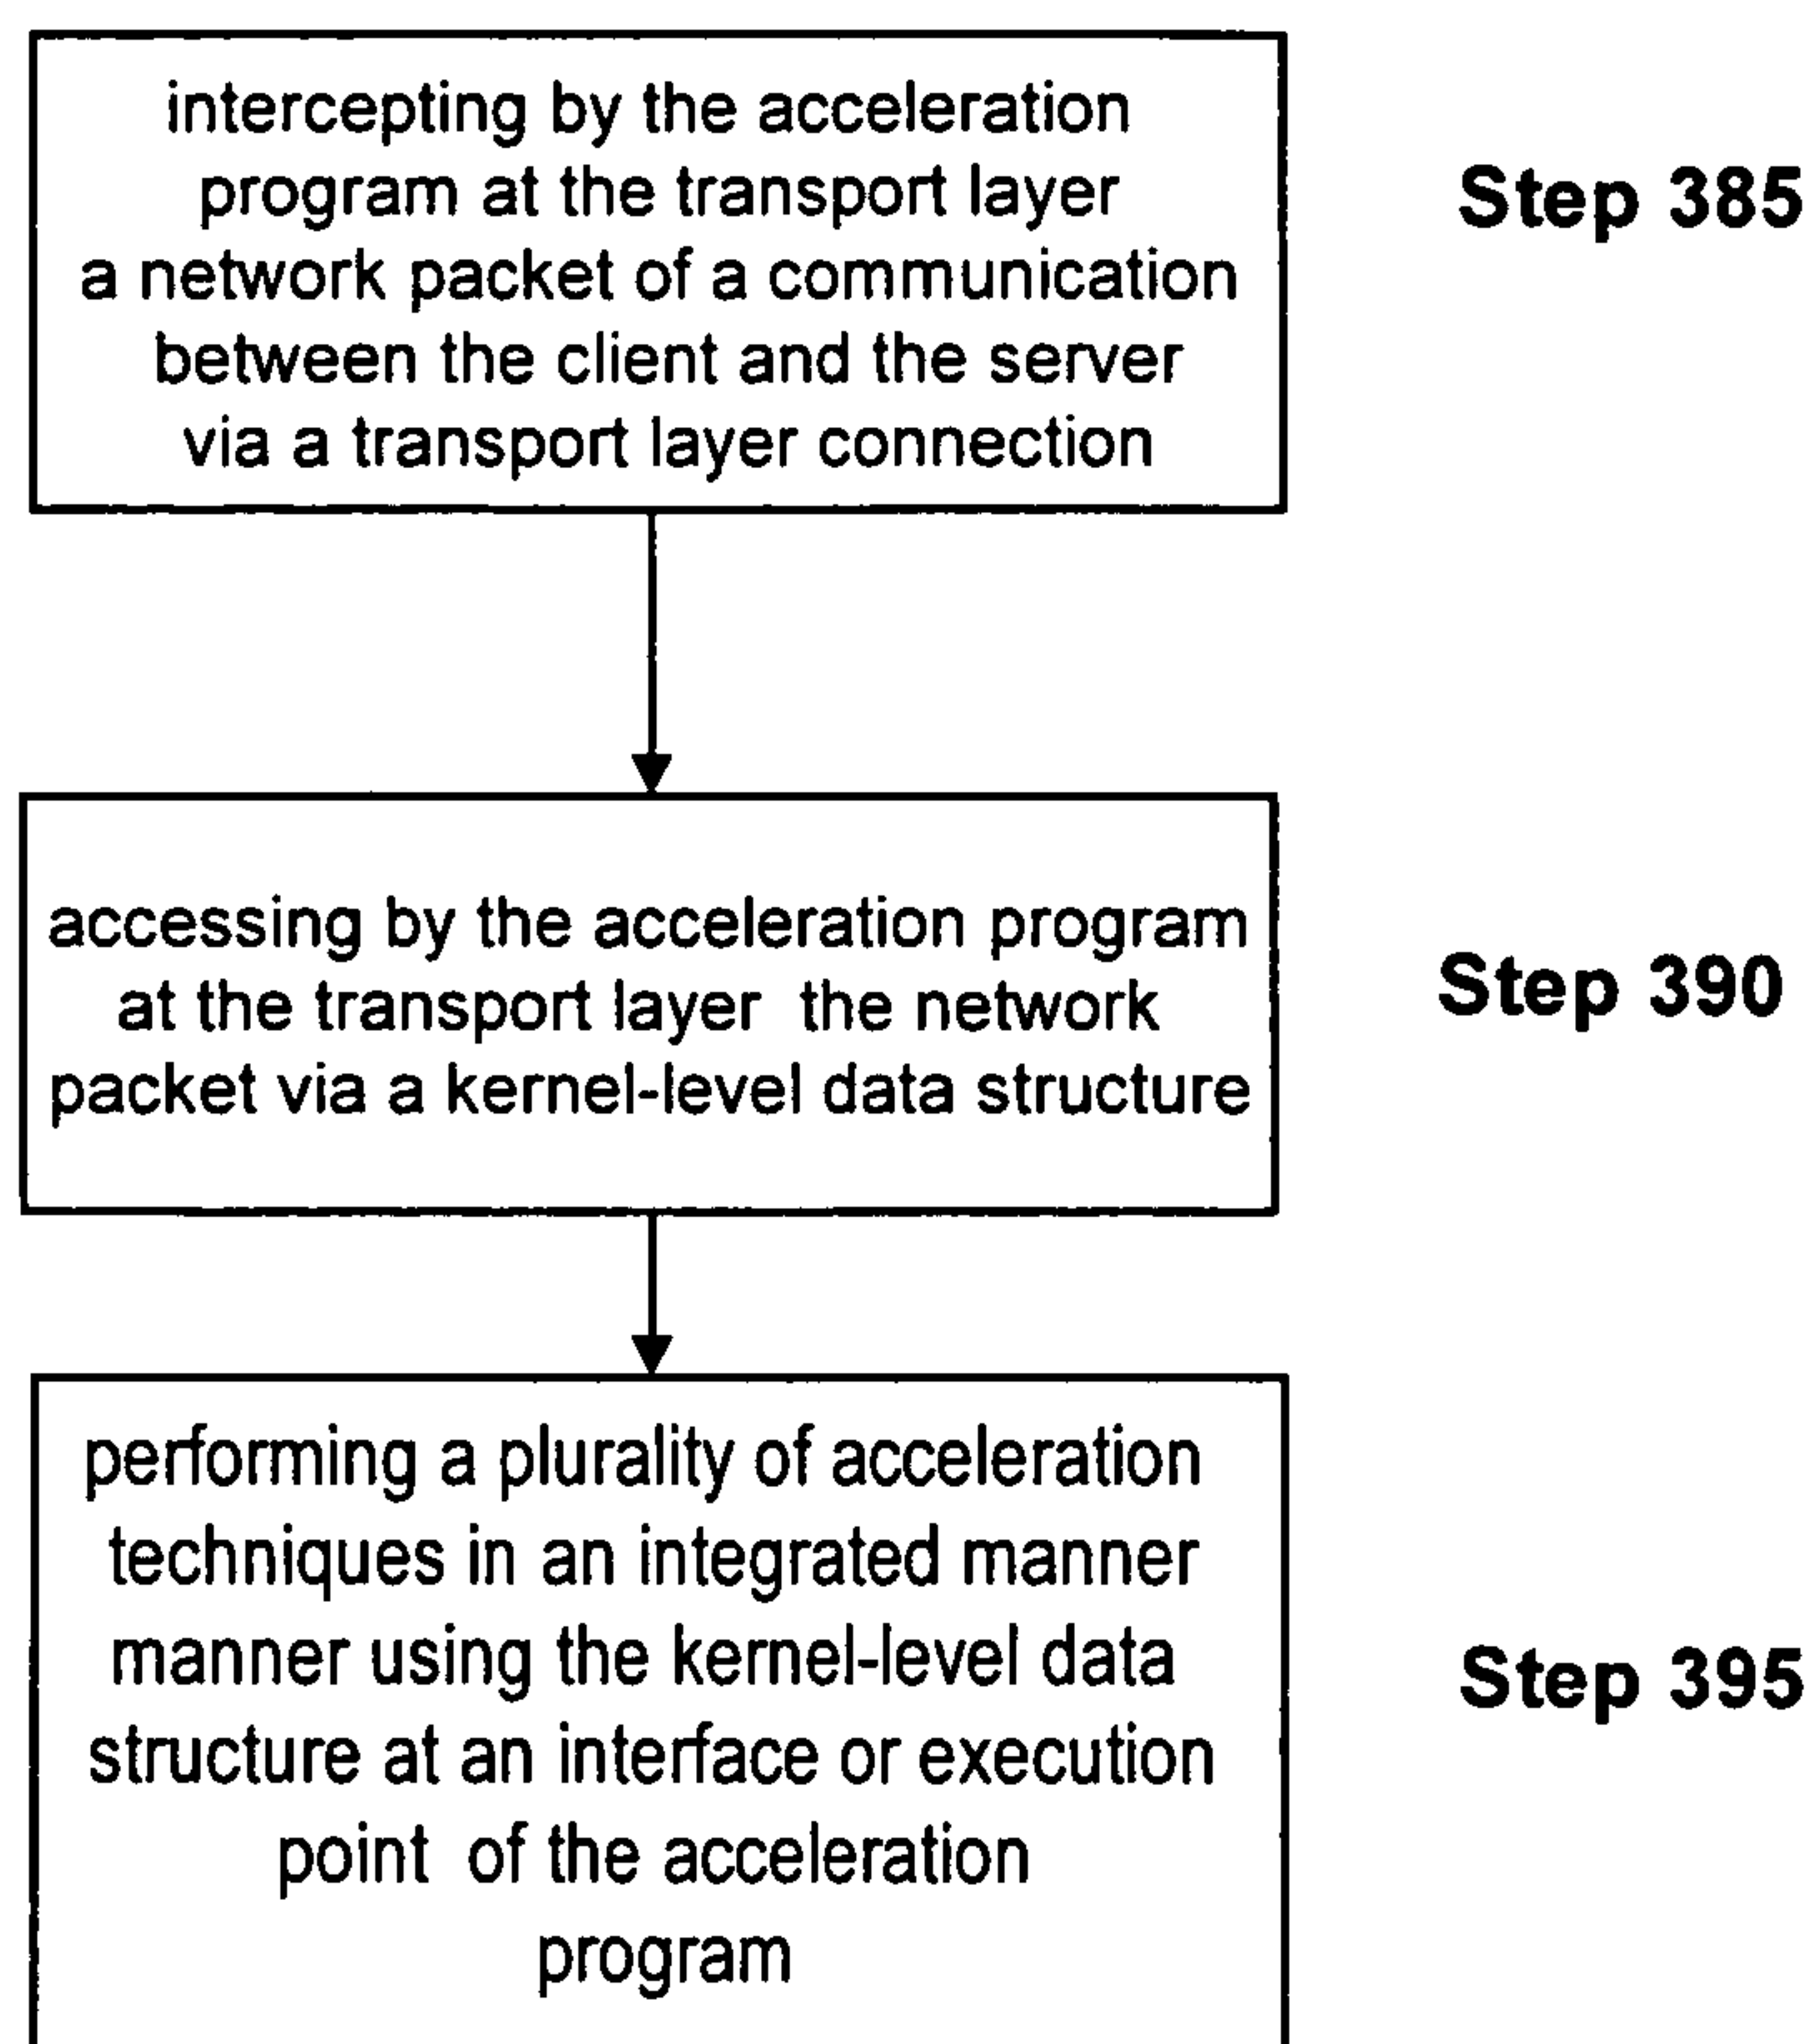 intercepting by the acceleration
program at the transport layer
a network packet of a communication
between the client and the server
via a transport layer connection
Step 385
accessing by the acceleration program
at the transport layer the network
packet via a kernel-level data structure
Step 390
performing a plurality of acceleration
techniques in an integrated manner
manner using the kernel-level data
structure at an interface or execution
point of the acceleration
program
Step 395